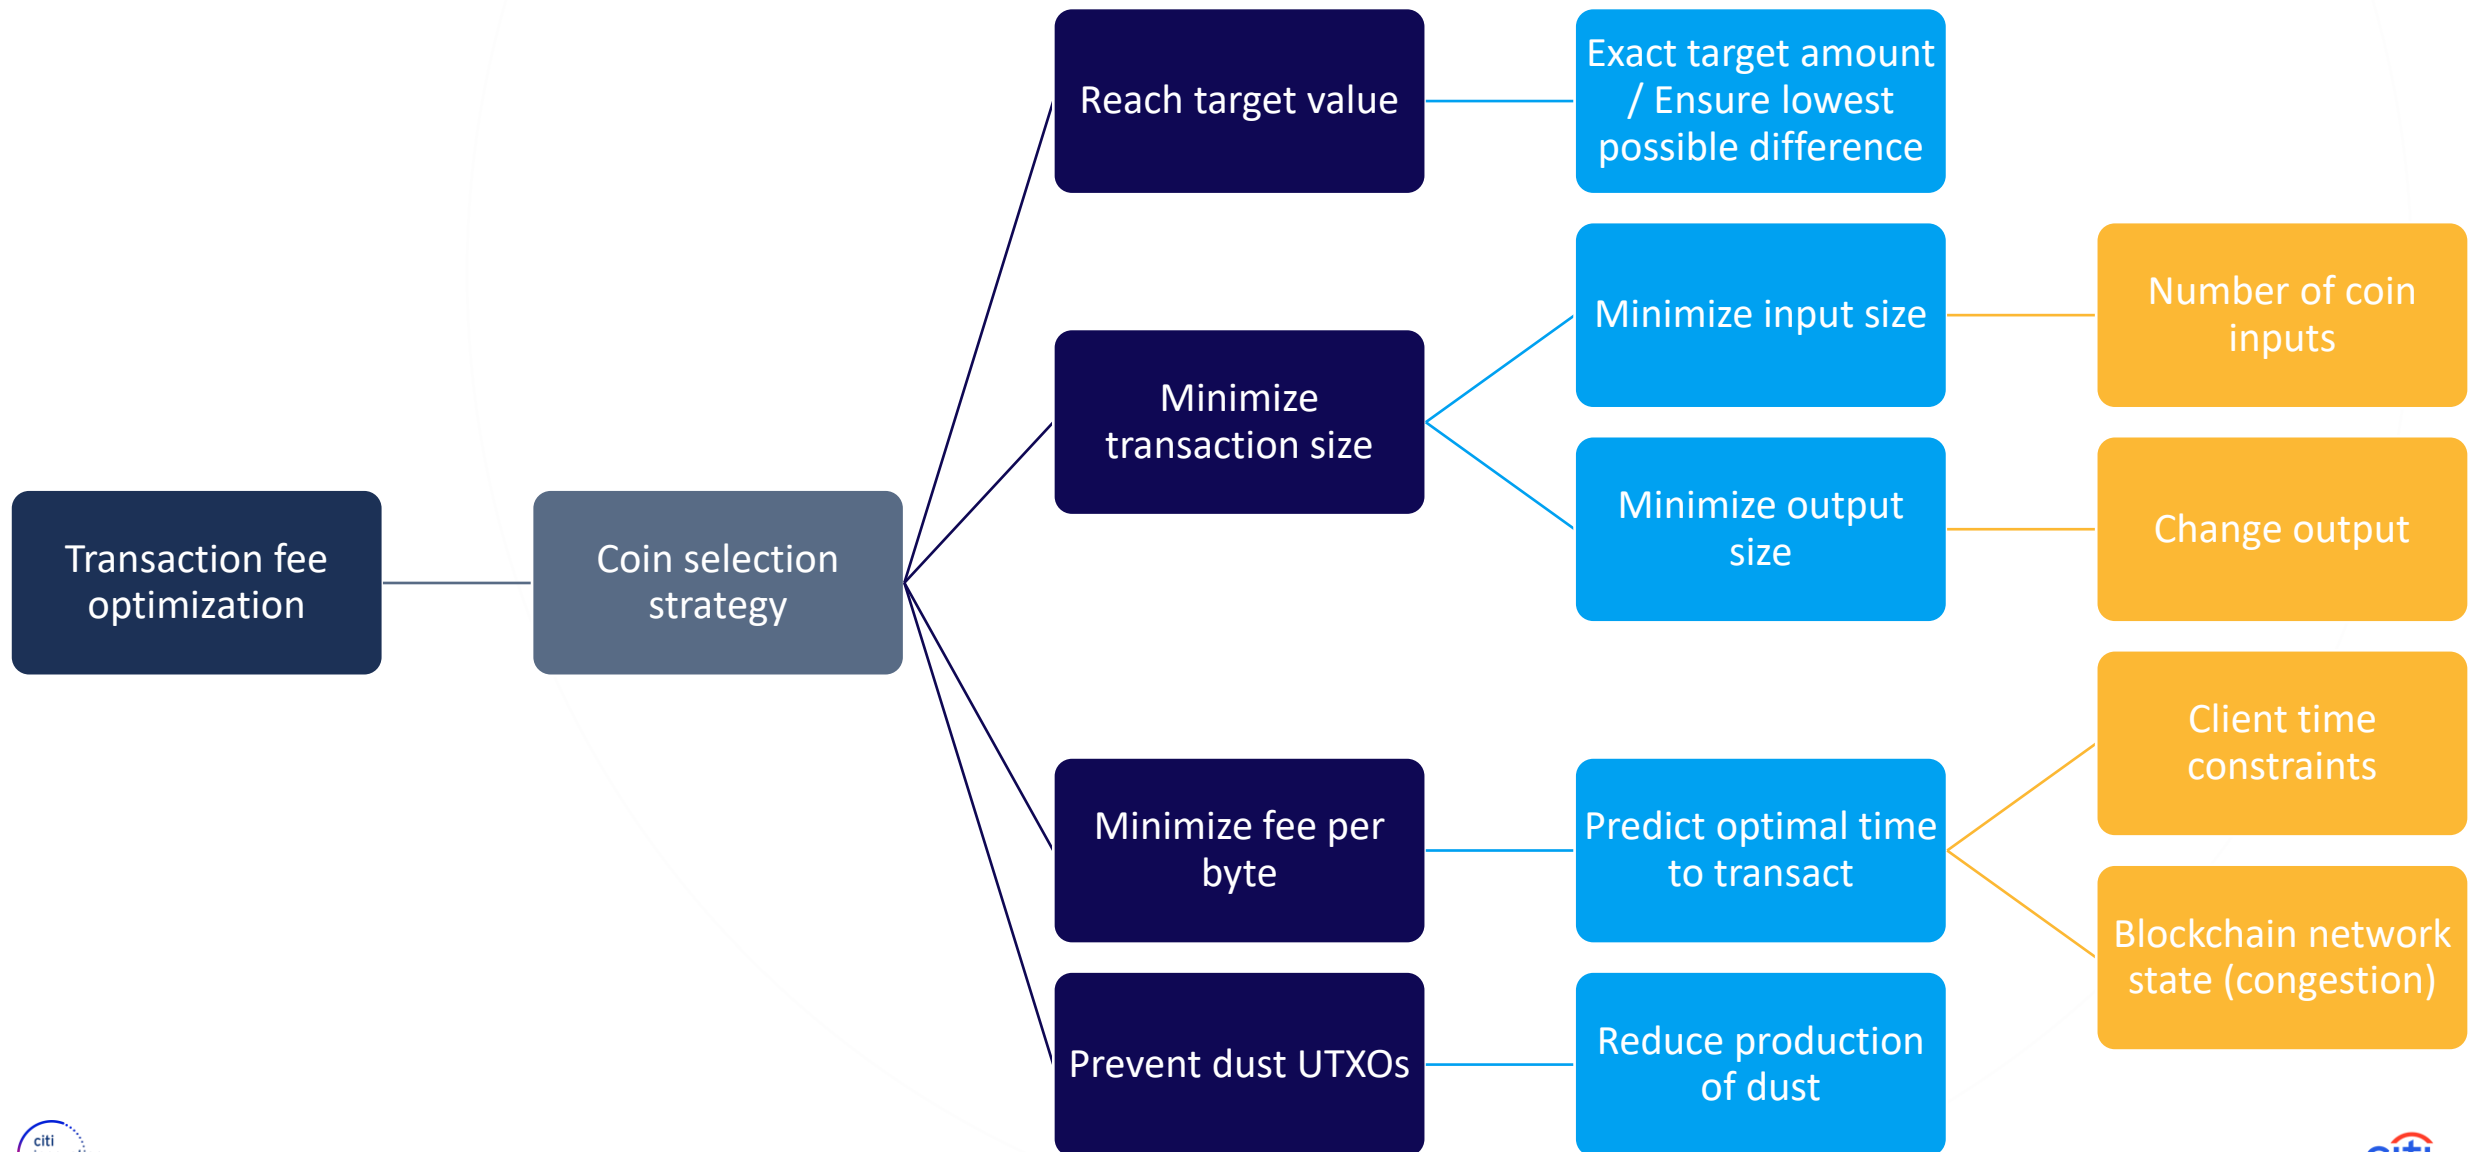 Transaction fee
optimization
Coin selection
strategy
Reach target value
Exact target amount
/ Ensure lowest
possible difference
Minimize
transaction size
Minimize input size
Number of coin
inputs
Minimize output
size
Change output
Minimize fee per
byte
Predict optimal time
to transact
Client time
constraints
Blockchain network
state (congestion)
Prevent dust UTXOs
Reduce production
of dust
citi
citi